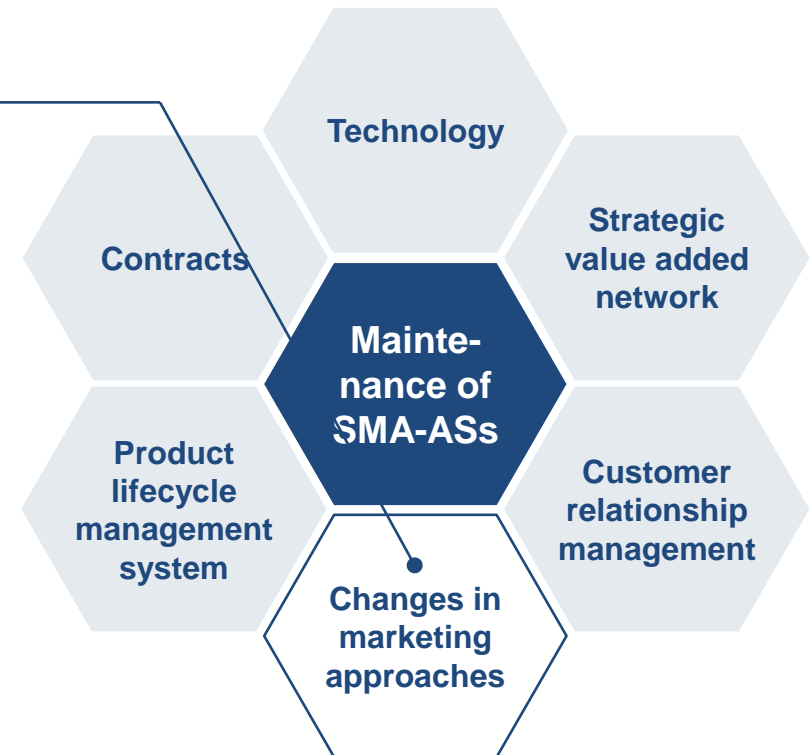 Technology
Contracts
Strategic
value added
network
Mainte-
nance of
SMA-ASs
Product
lifecycle
management
system
Customer
relationship
management
Changes in
marketing
approaches